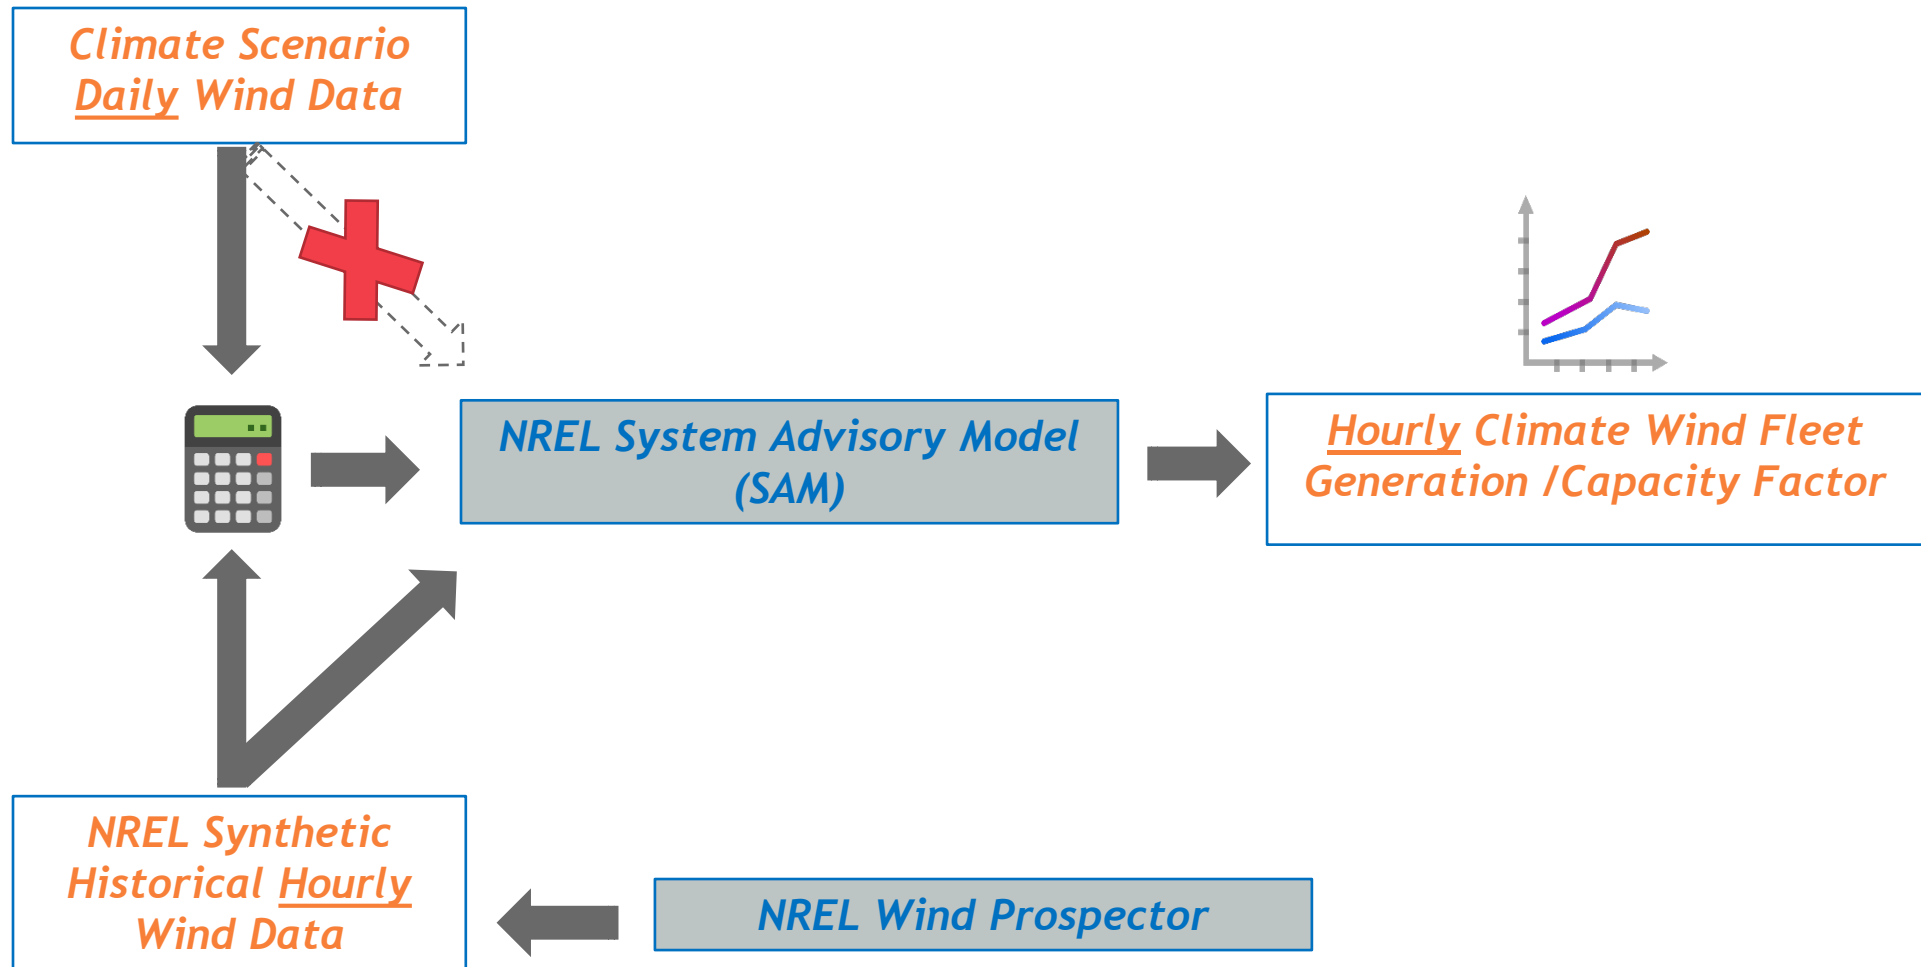 Climate Scenario
Daily Wind Data
NREL System Advisory Model
(SAM)
Hourly Climate Wind Fleet
Generation /Capacity Factor
NREL Synthetic
Historical Hourly
Wind Data
NREL Wind Prospector